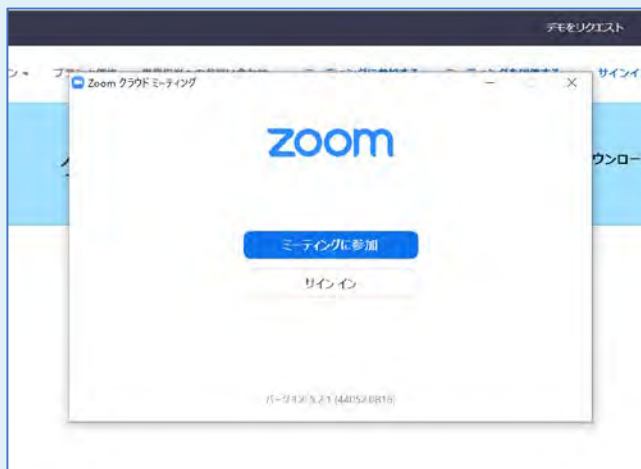 デモをリクエスト
サインイ
Zoom クラウド ミーティング
zoom
ウンロー
ミーティングに参加
サイン イン
バージョン: 5.2.1 (44052.0816)